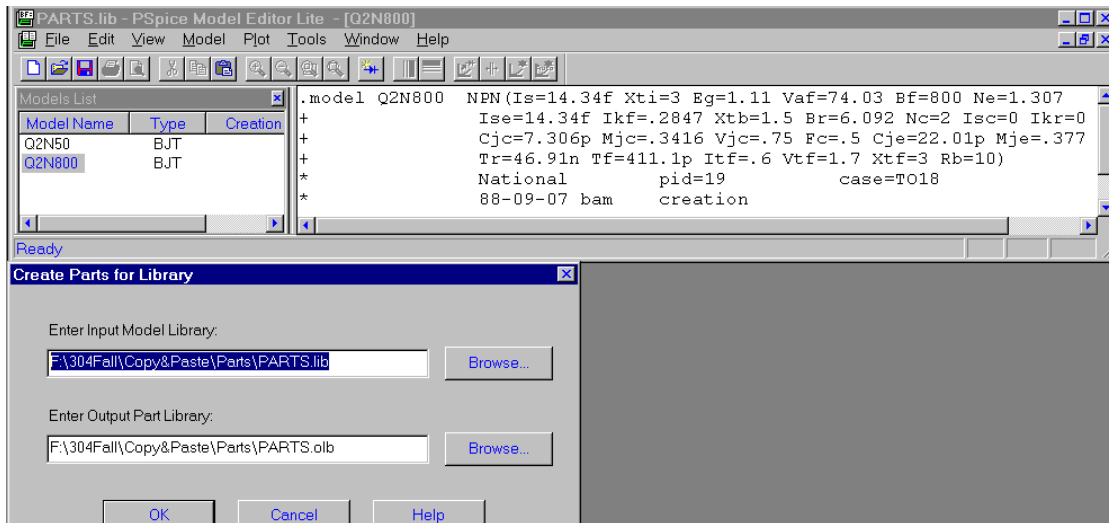 PARTS.lib - PSpice Model Editor Lite - [Q2N800]
File Edit View Model Plot Tools Window Help
Models List
Model Name Type Creation
Q2N50 BJT
Q2N800 BJT
.model Q2N800 NPN(Is=14.34f Xti=3 Eg=1.11 Vaf=74.03 Bf=800 Ne=1.307
+ Ise=14.34f Ikf=.2847 Xtb=1.5 Br=6.092 Nc=2 Isc=0 Ikr=0
+ Cjc=7.306p Mjc=.3416 Vjc=.75 Fc=.5 Cje=22.01p Mje=.377
+ Tr=46.91n Tf=411.1p Itf=.6 Vtf=1.7 Xtf=3 Rb=10)
* National pid=19 case=TO18
* 88-09-07 bam creation
Ready
Create Parts for Library
Enter Input Model Library:
F:\304Fall\Copy&Paste\Parts\PARTS.lib
Browse...
Enter Output Part Library:
F:\304Fall\Copy&Paste\Parts\PARTS.olb
Browse...
OK Cancel Help